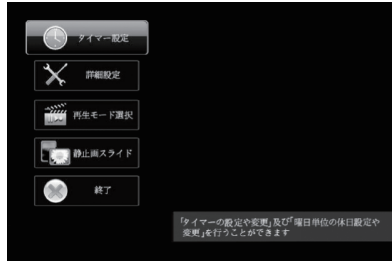 タイマー設定
詳細設定
再生モード選択
静止画スライド
終了
「タイマーの設定や変更」及び「曜日単位の休日設定や
変更」を行うことができます